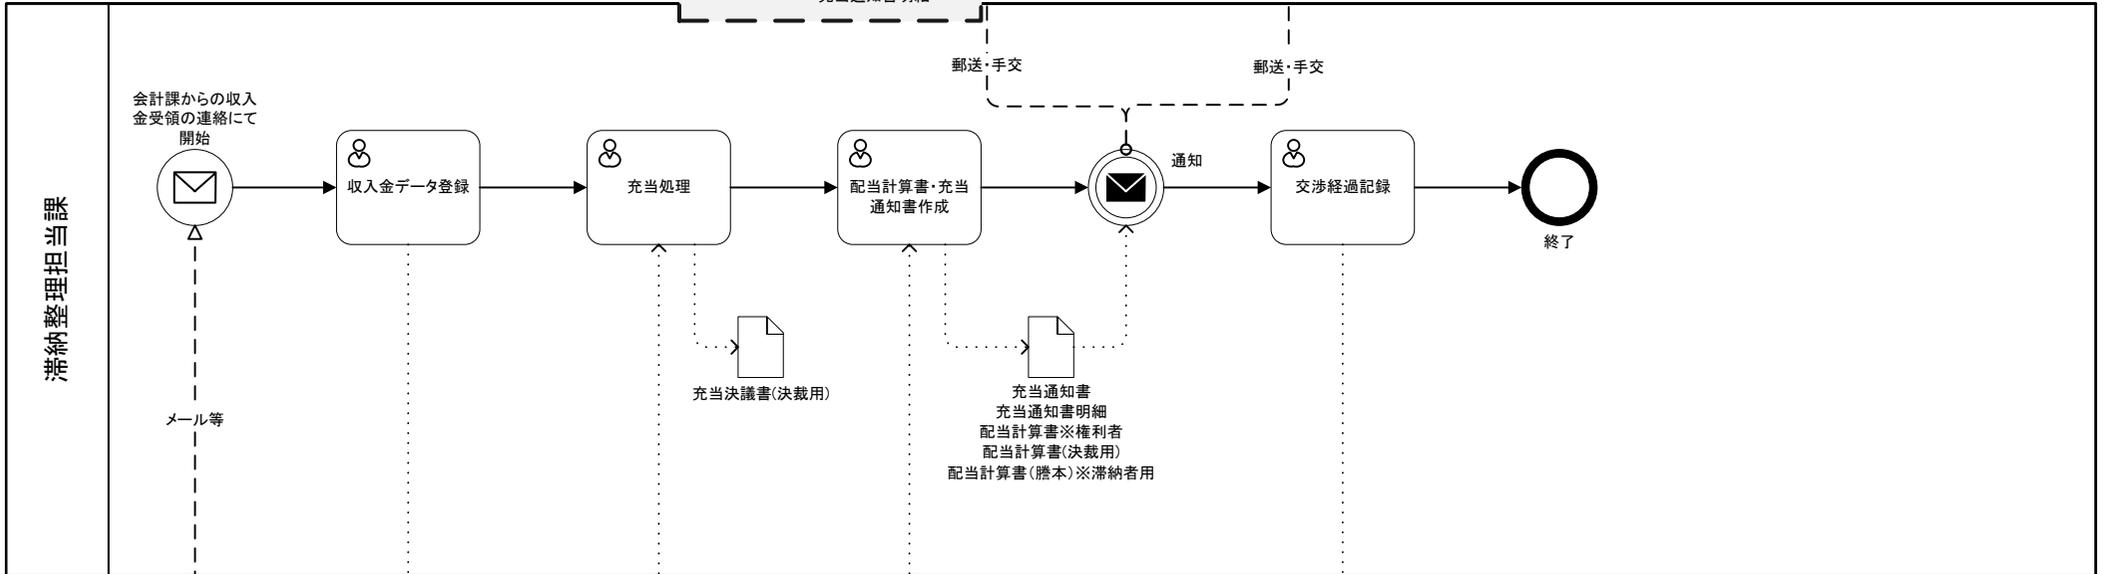 郵送・手交
郵送・手交
会計課からの収入
金受領の連絡にて
開始
通知
収入金データ登録
充当処理
配当計算書・充当
通知書作成
交渉経過記録
終了
滞納整理担当課
充当決議書(決裁用)
充当通知書
充当通知書明細
配当計算書※権利者
配当計算書(決裁用)
配当計算書(謄本)※滞納者用
メール等